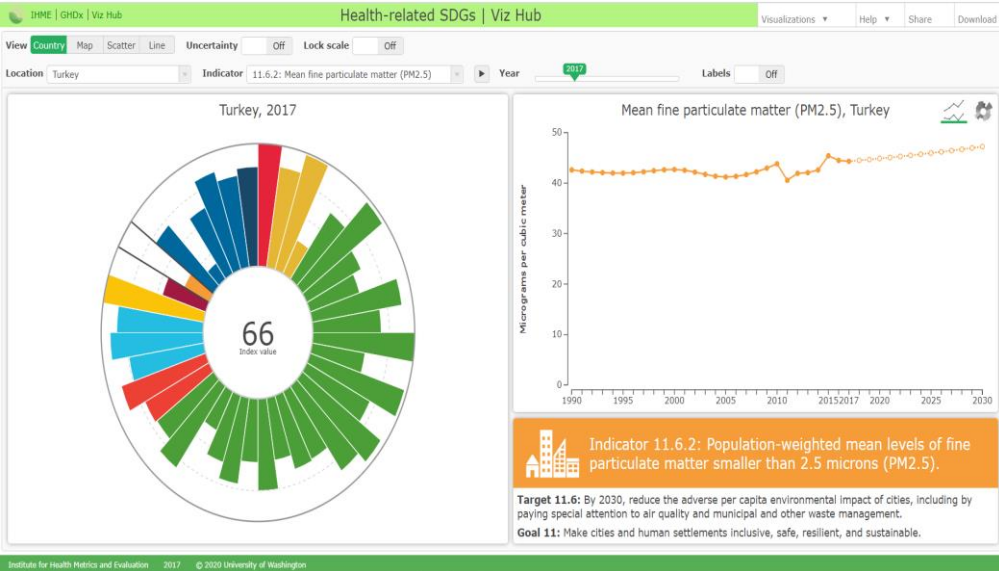 IHME | GHDx | Viz Hub
Health-related SDGs | Viz Hub
Visualizations ▼ Help ▼ Share Download
View Country Map Scatter Line Uncertainty Off Lock scale Off
Location Turkey × Indicator 11.6.2: Mean fine particulate matter (PM2.5) × Year 2017 Labels Off
Turkey, 2017
66
Index value
Mean fine particulate matter (PM2.5), Turkey
Micrograms per cubic meter
50
40
30
20
10
0
1990 1995 2000 2005 2010 2015 2017 2020 2025 2030
Indicator 11.6.2: Population-weighted mean levels of fine
particulate matter smaller than 2.5 microns (PM2.5).
Target 11.6: By 2030, reduce the adverse per capita environmental impact of cities, including by
paying special attention to air quality and municipal and other waste management.
Goal 11: Make cities and human settlements inclusive, safe, resilient, and sustainable.
Institute for Health Metrics and Evaluation 2017 © 2020 University of Washington